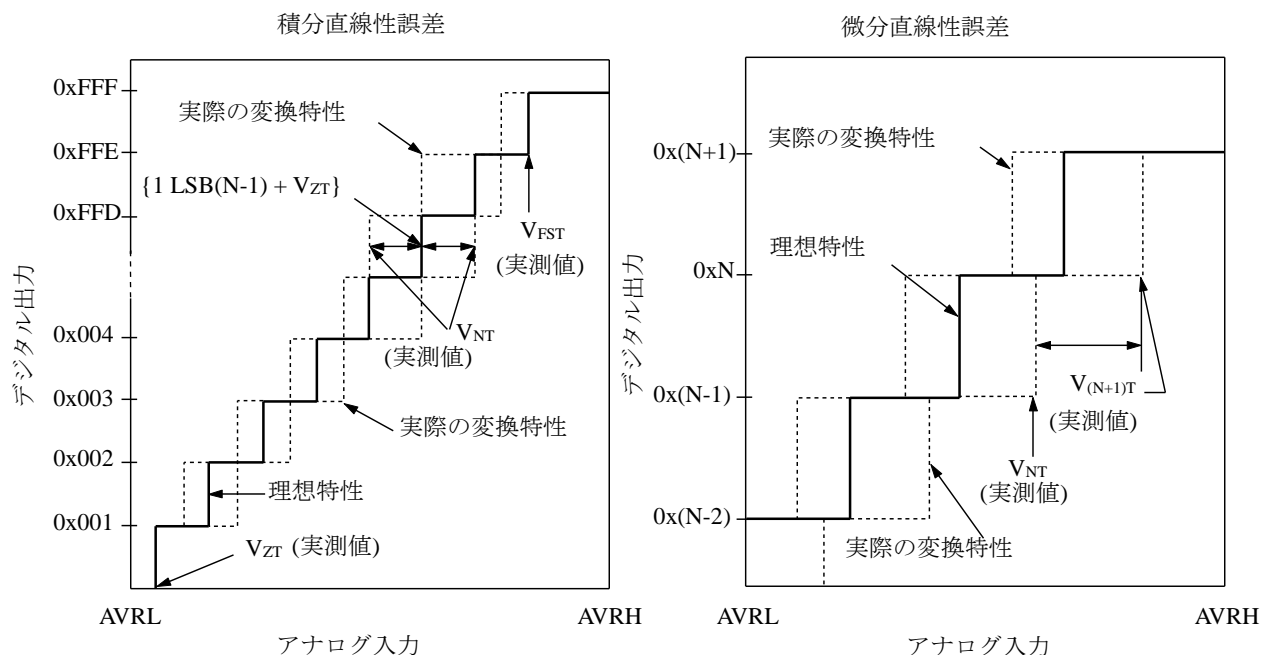 積分直線性誤差
0xFFF
実際の変換特性
0xFFE
{1 LSB(N-1) + VZT}
0xFFD
VFST
(実測値)
デジタル出力
0x004
VNT
(実測値)
0x003
実際の変換特性
0x002
理想特性
0x001
VZT (実測値)
AVRL
AVRH
アナログ入力
微分直線性誤差
実際の変換特性
0x(N+1)
理想特性
0xN
デジタル出力
V(N+1)T
(実測値)
0x(N-1)
VNT
(実測値)
0x(N-2)
実際の変換特性
AVRL
AVRH
アナログ入力